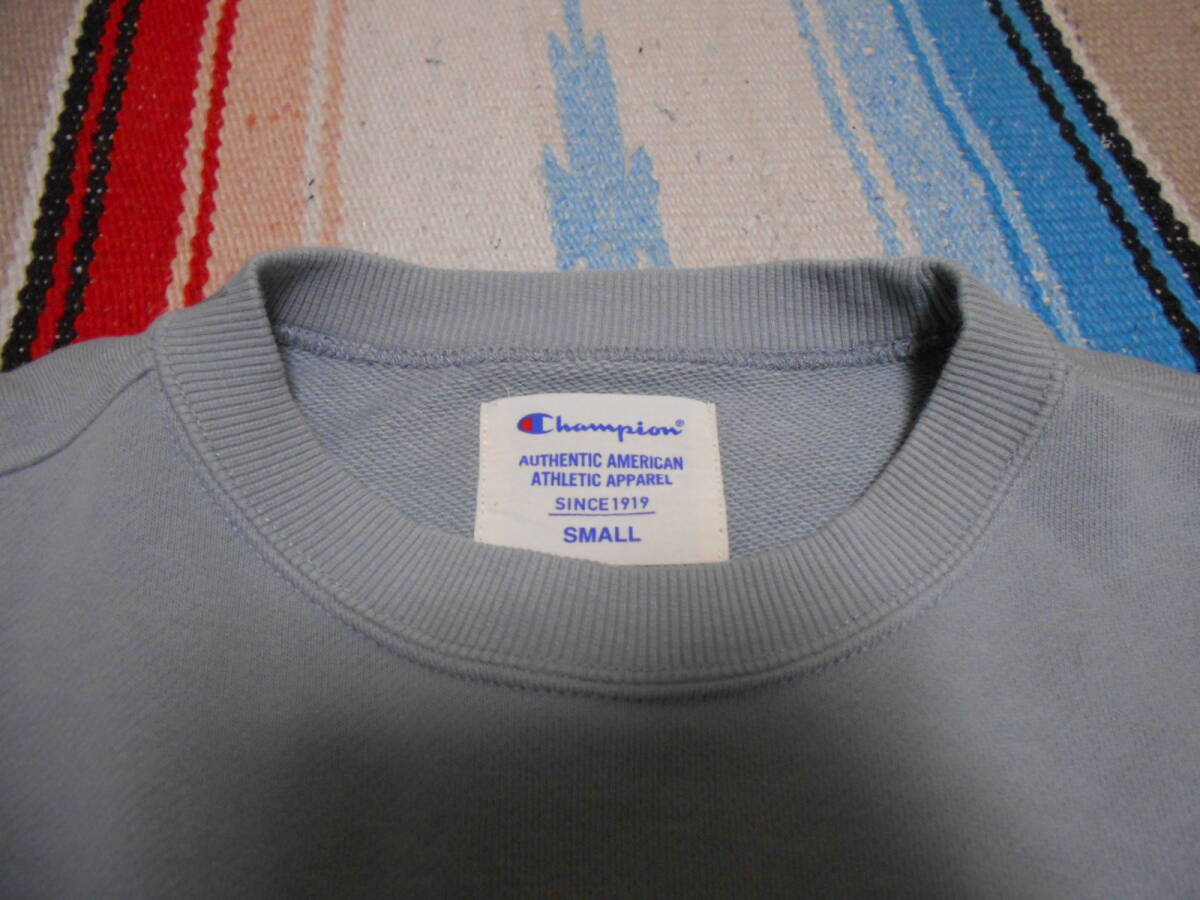 Champion®
AUTHENTIC AMERICAN
ATHLETIC APPAREL
SINCE 1919
SMALL